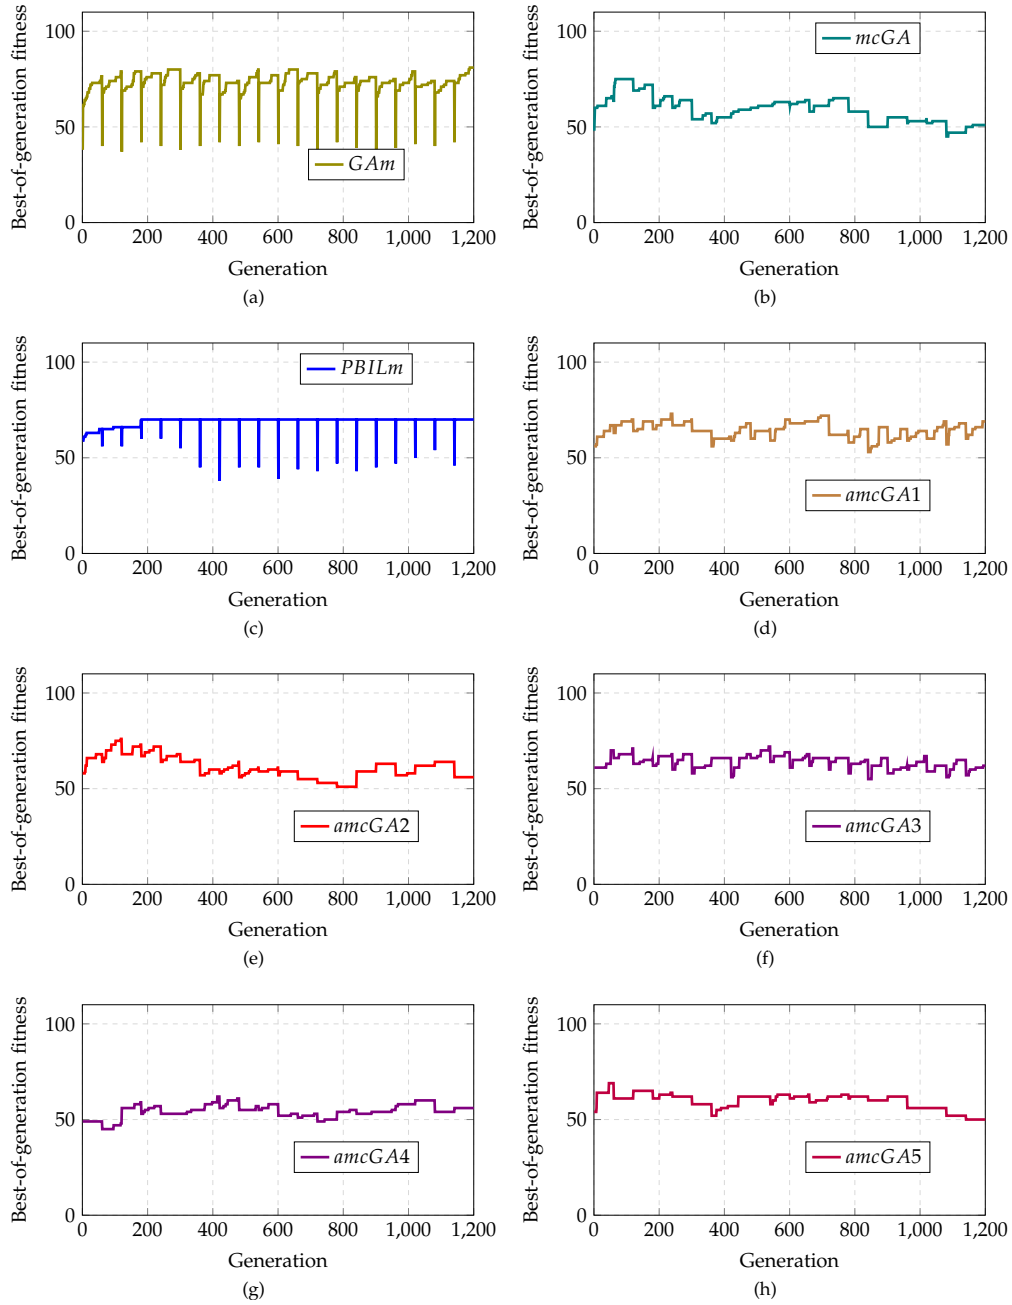 Best-of-generation fitness
100
50
0
GAm
0 200 400 600 800 1,000 1,200
Generation
(a)
Best-of-generation fitness
100
50
0
mcGA
0 200 400 600 800 1,000 1,200
Generation
(b)
Best-of-generation fitness
100
50
0
PBILm
0 200 400 600 800 1,000 1,200
Generation
(c)
Best-of-generation fitness
100
50
0
amcGA1
0 200 400 600 800 1,000 1,200
Generation
(d)
Best-of-generation fitness
100
50
0
amcGA2
0 200 400 600 800 1,000 1,200
Generation
(e)
Best-of-generation fitness
100
50
0
amcGA3
0 200 400 600 800 1,000 1,200
Generation
(f)
Best-of-generation fitness
100
50
0
amcGA4
0 200 400 600 800 1,000 1,200
Generation
(g)
Best-of-generation fitness
100
50
0
amcGA5
0 200 400 600 800 1,000 1,200
Generation
(h)